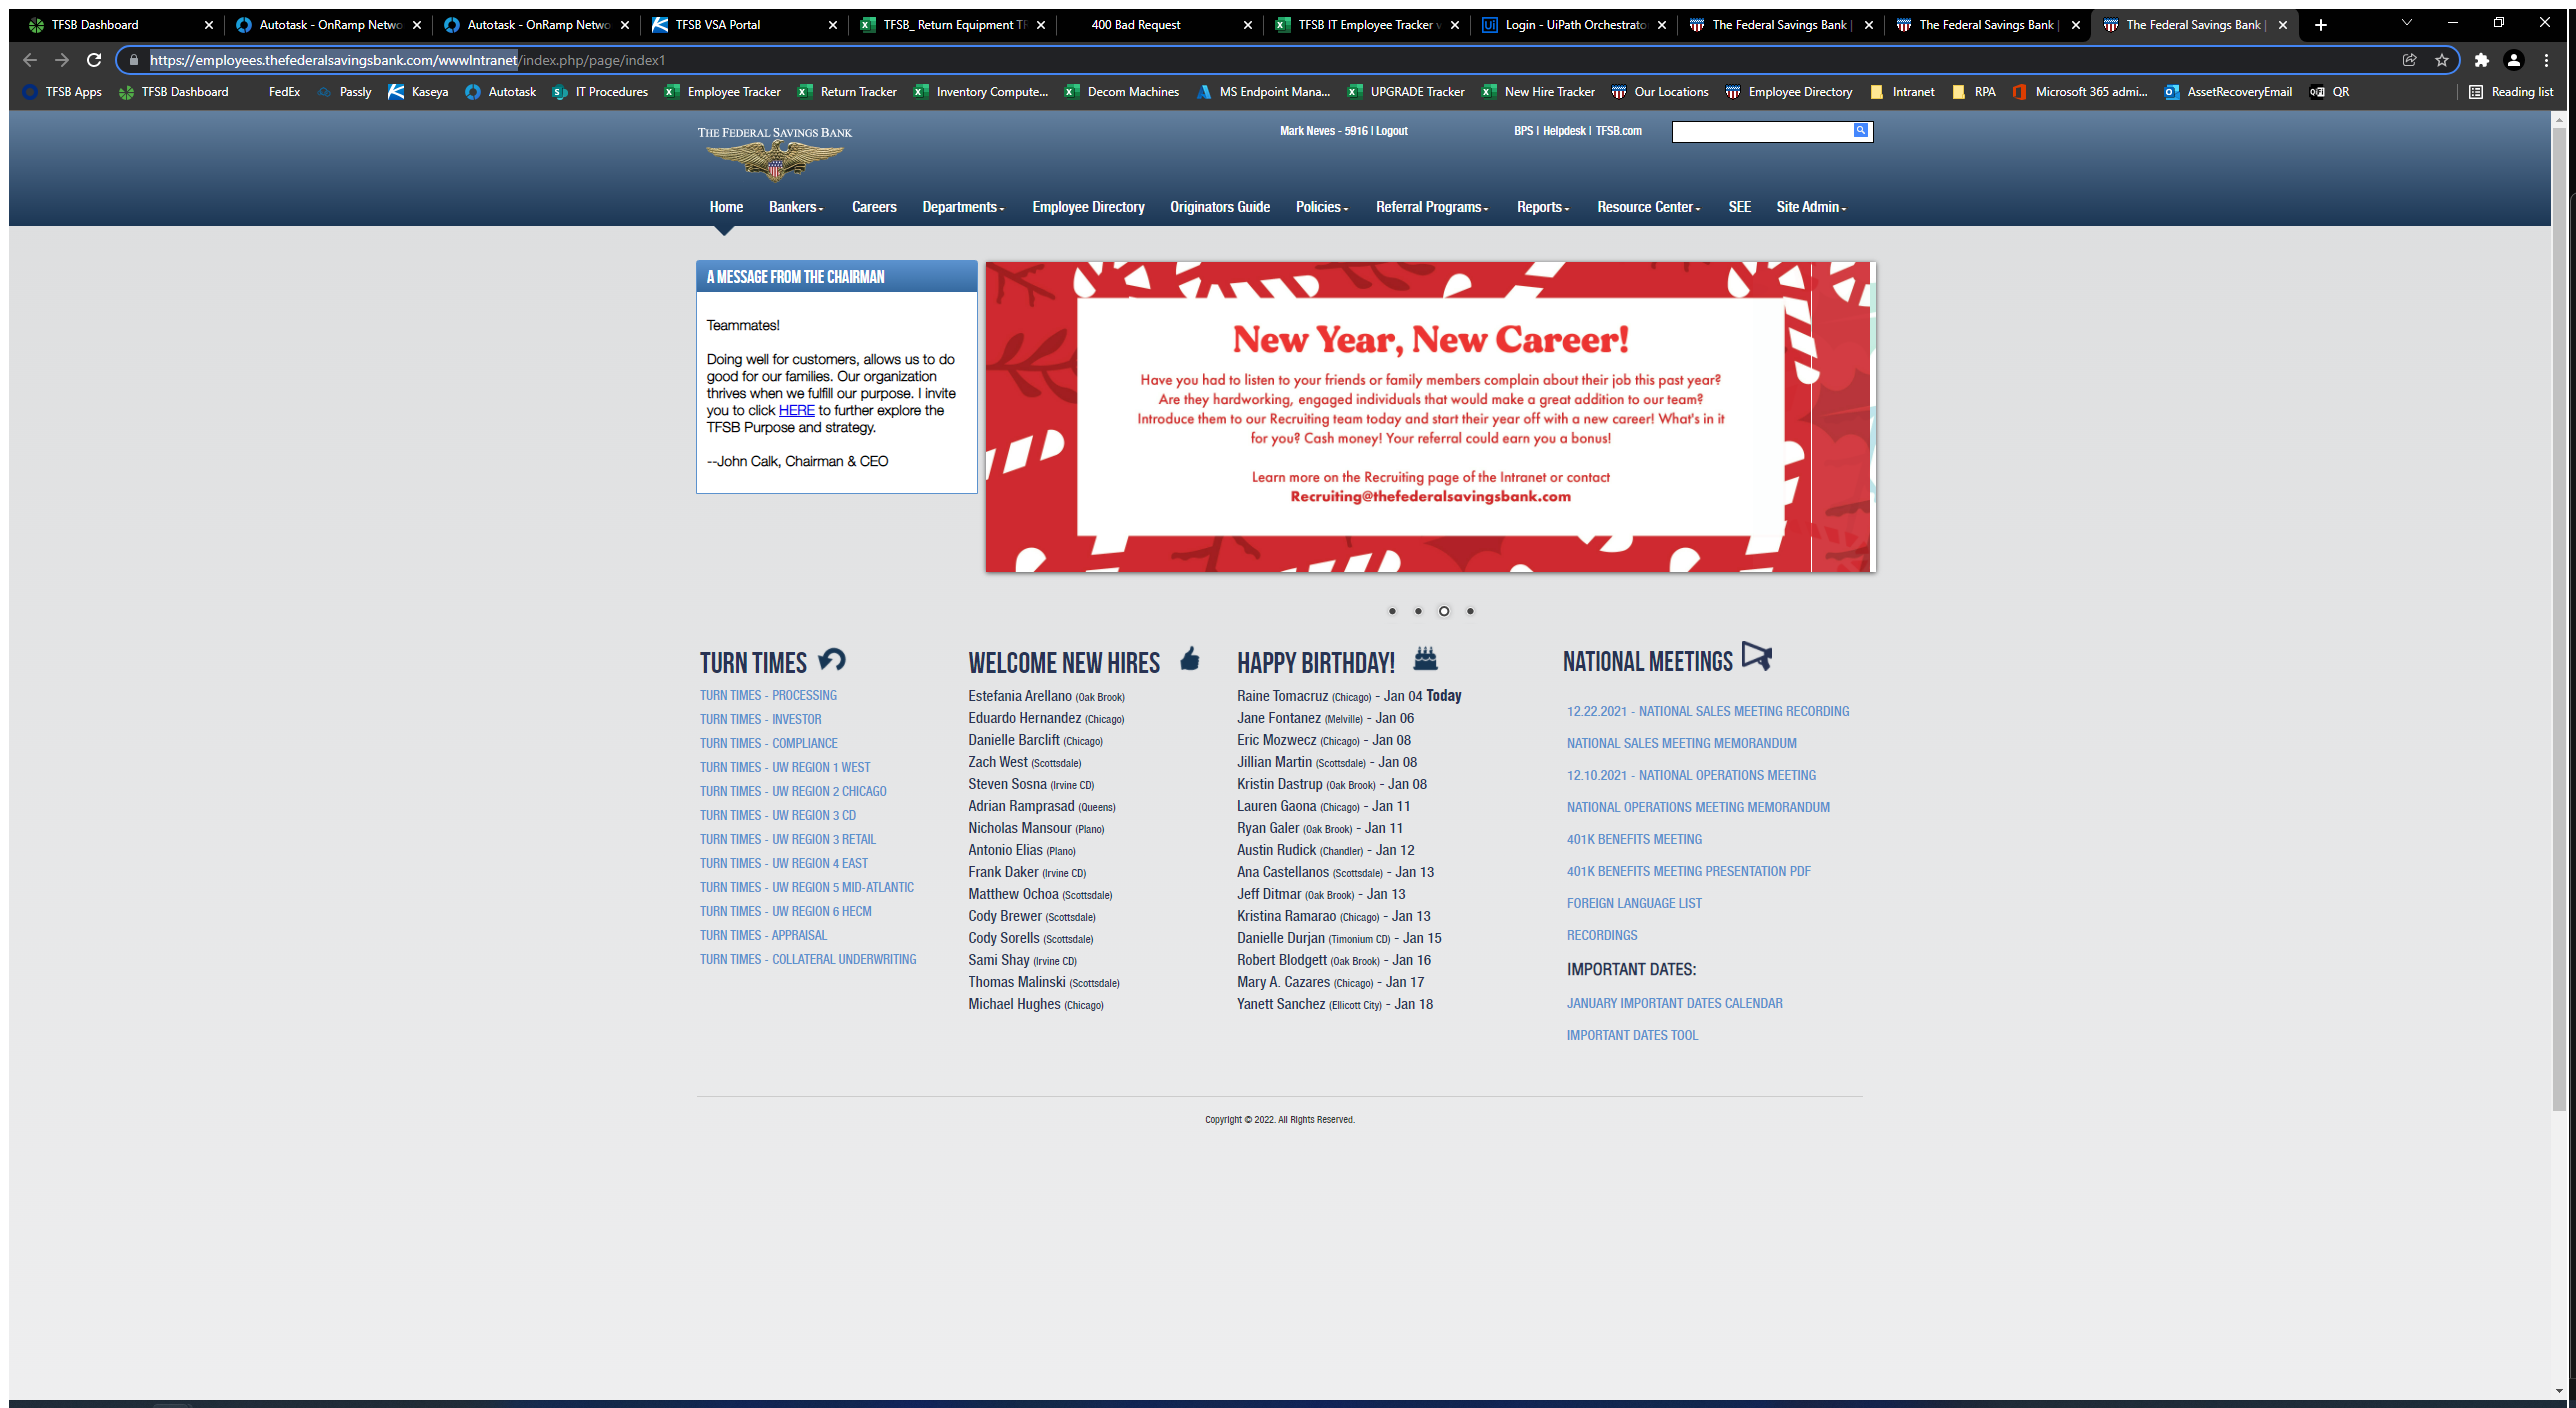 TFSB Dashboard
Autotask - OnRamp Netwo
Autotask - OnRamp Netwo
TFSB VSA Portal
TFSB_ Return Equipment TR
400 Bad Request
TFSB IT Employee Tracker v
Login - UiPath Orchestrato
The Federal Savings Bank |
The Federal Savings Bank |
The Federal Savings Bank |
https://employees.thefederalsavingsbank.com/wwwIntranet/index.php/page/index1
TFSB Apps
TFSB Dashboard
FedEx
Passly
Kaseya
Autotask
IT Procedures
Employee Tracker
Return Tracker
Inventory Compute...
Decom Machines
MS Endpoint Mana...
UPGRADE Tracker
New Hire Tracker
Our Locations
Employee Directory
Intranet
RPA
Microsoft 365 admi...
AssetRecoveryEmail
QR
Reading list
THE FEDERAL SAVINGS BANK
Mark Neves - 5916 | Logout
BPS | Helpdesk | TFSB.com
Home
Bankers
Careers
Departments
Employee Directory
Originators Guide
Policies
Referral Programs
Reports
Resource Center
SEE
Site Admin
A MESSAGE FROM THE CHAIRMAN
Teammates!
Doing well for customers, allows us to do
good for our families. Our organization
thrives when we fulfill our purpose. I invite
you to click HERE to further explore the
TFSB Purpose and strategy.
--John Calk, Chairman & CEO
New Year, New Career!
Have you had to listen to your friends or family members complain about their job this past year?
Are they hardworking, engaged individuals that would make a great addition to our team?
Introduce them to our Recruiting team today and start their year off with a new career! What's in it
for you? Cash money! Your referral could earn you a bonus!
Learn more on the Recruiting page of the Intranet or contact
Recruiting@thefederalsavingsbank.com
TURN TIMES
TURN TIMES - PROCESSING
TURN TIMES - INVESTOR
TURN TIMES - COMPLIANCE
TURN TIMES - UW REGION 1 WEST
TURN TIMES - UW REGION 2 CHICAGO
TURN TIMES - UW REGION 3 CD
TURN TIMES - UW REGION 3 RETAIL
TURN TIMES - UW REGION 4 EAST
TURN TIMES - UW REGION 5 MID-ATLANTIC
TURN TIMES - UW REGION 6 HECM
TURN TIMES - APPRAISAL
TURN TIMES - COLLATERAL UNDERWRITING
WELCOME NEW HIRES
Estefania Arellano (Oak Brook)
Eduardo Hernandez (Chicago)
Danielle Barclift (Chicago)
Zach West (Scottsdale)
Steven Sosna (Irvine CD)
Adrian Ramprasad (Queens)
Nicholas Mansour (Plano)
Antonio Elias (Plano)
Frank Daker (Irvine CD)
Matthew Ochoa (Scottsdale)
Cody Brewer (Scottsdale)
Cody Sorells (Scottsdale)
Sami Shay (Irvine CD)
Thomas Malinski (Scottsdale)
Michael Hughes (Chicago)
HAPPY BIRTHDAY!
Raine Tomacruz (Chicago) - Jan 04 Today
Jane Fontanez (Melville) - Jan 06
Eric Mozwecz (Chicago) - Jan 08
Jillian Martin (Scottsdale) - Jan 08
Kristin Dastrup (Oak Brook) - Jan 08
Lauren Gaona (Chicago) - Jan 11
Ryan Galer (Oak Brook) - Jan 11
Austin Rudick (Chandler) - Jan 12
Ana Castellanos (Scottsdale) - Jan 13
Jeff Ditmar (Oak Brook) - Jan 13
Kristina Ramarao (Chicago) - Jan 13
Danielle Durjan (Timonium CD) - Jan 15
Robert Blodgett (Oak Brook) - Jan 16
Mary A. Cazares (Chicago) - Jan 17
Yanett Sanchez (Ellicott City) - Jan 18
NATIONAL MEETINGS
12.22.2021 - NATIONAL SALES MEETING RECORDING
NATIONAL SALES MEETING MEMORANDUM
12.10.2021 - NATIONAL OPERATIONS MEETING
NATIONAL OPERATIONS MEETING MEMORANDUM
401K BENEFITS MEETING
401K BENEFITS MEETING PRESENTATION PDF
FOREIGN LANGUAGE LIST
RECORDINGS
IMPORTANT DATES:
JANUARY IMPORTANT DATES CALENDAR
IMPORTANT DATES TOOL
Copyright © 2022. All Rights Reserved.